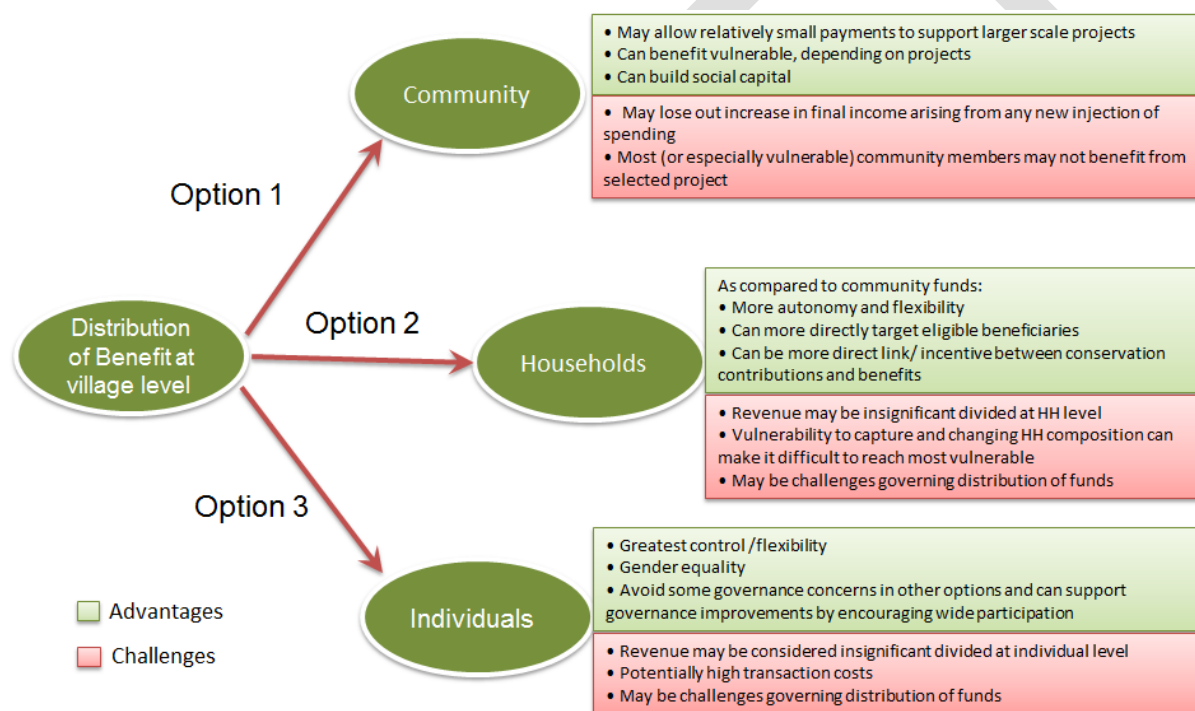 • May allow relatively small payments to support larger scale projects
• Can benefit vulnerable, depending on projects
• Can build social capital
Community
• May lose out increase in final income arising from any new injection of
spending
• Most (or especially vulnerable) community members may not benefit from
selected project
Option 1
Distribution
of Benefit at
village level
Option 2
Households
As compared to community funds:
• More autonomy and flexibility
• Can more directly target eligible beneficiaries
• Can be more direct link/ incentive between conservation
contributions and benefits
• Revenue may be insignificant divided at HH level
• Vulnerability to capture and changing HH composition can
make it difficult to reach most vulnerable
• May be challenges governing distribution of funds
Option 3
Individuals
• Greatest control /flexibility
• Gender equality
• Avoid some governance concerns in other options and can support
governance improvements by encouraging wide participation
• Revenue may be considered insignificant divided at individual level
• Potentially high transaction costs
• May be challenges governing distribution of funds
Advantages
Challenges